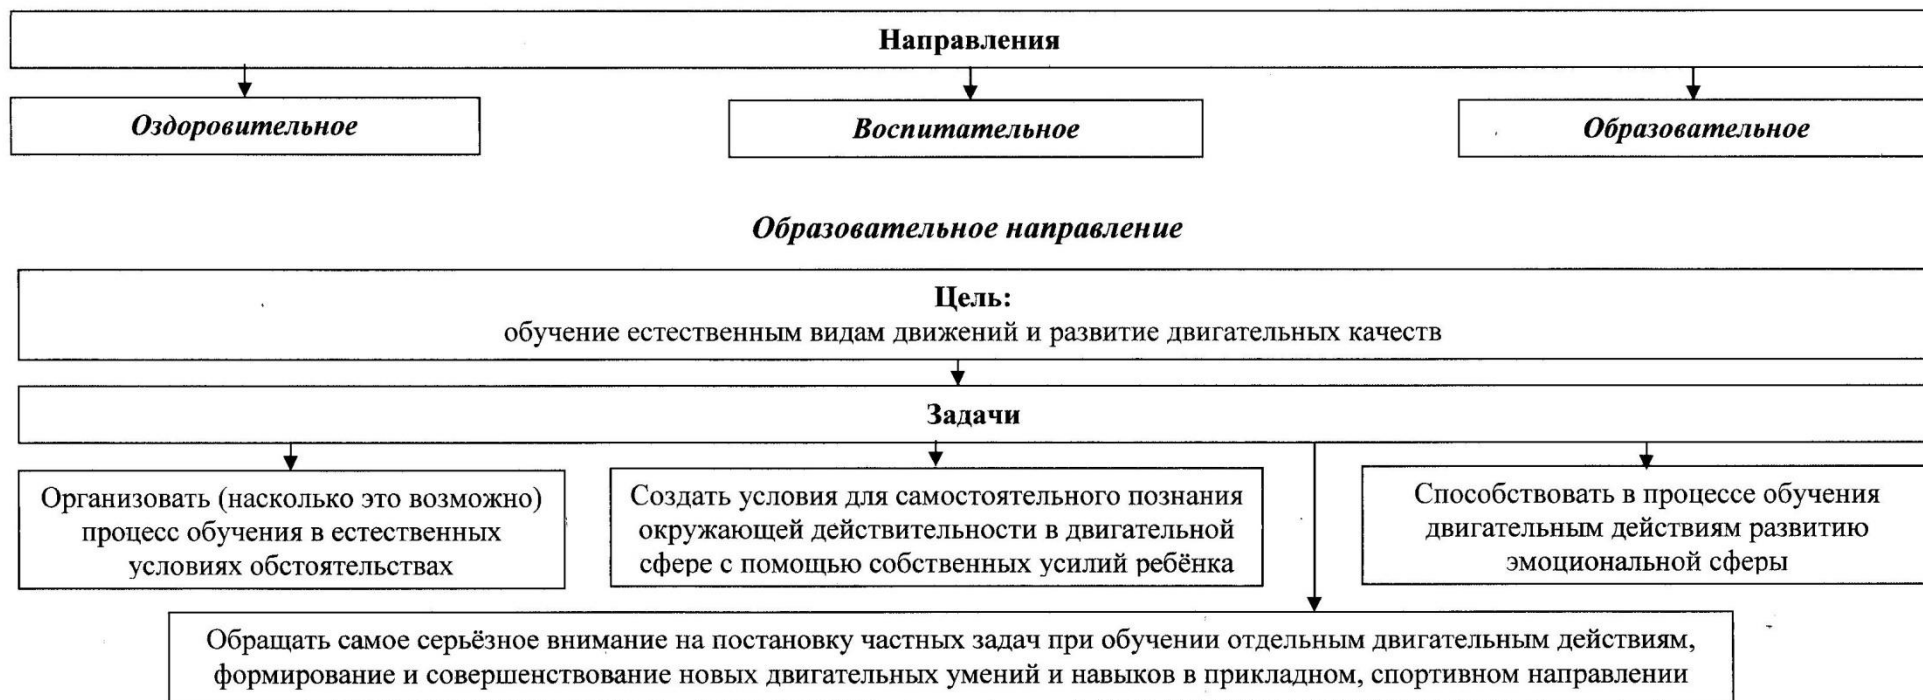 Направления
Оздоровительное
Воспитательное
Образовательное
Образовательное направление
Цель:
обучение естественным видам движений и развитие двигательных качеств
Задачи
Организовать (насколько это возможно)
процесс обучения в естественных
условиях обстоятельствах
Создать условия для самостоятельного познания
окружающей действительности в двигательной
сфере с помощью собственных усилий ребёнка
Способствовать в процессе обучения
двигательным действиям развитию
эмоциональной сферы
Обращать самое серьёзное внимание на постановку частных задач при обучении отдельным двигательным действиям,
формирование и совершенствование новых двигательных умений и навыков в прикладном, спортивном направлении